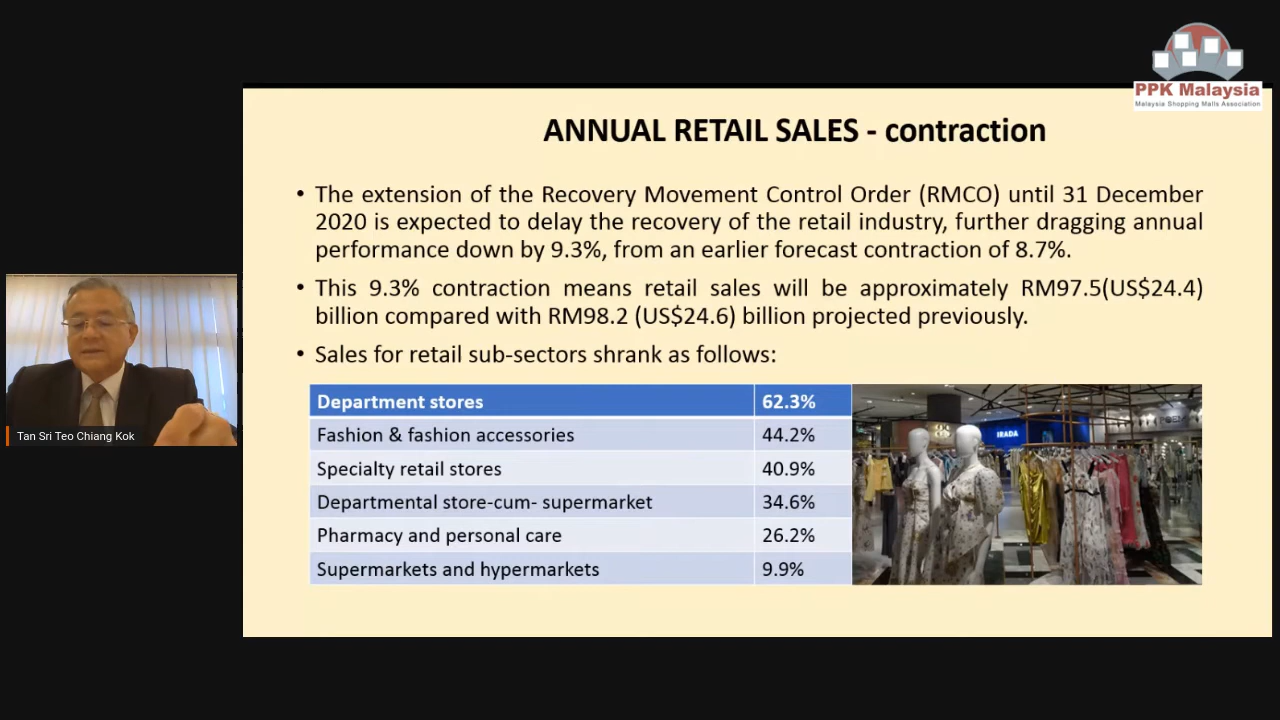 PPK Malaysia
Malaysia Shopping Malls Association
ANNUAL RETAIL SALES - contraction
• The extension of the Recovery Movement Control Order (RMCO) until 31 December
2020 is expected to delay the recovery of the retail industry, further dragging annual
performance down by 9.3%, from an earlier forecast contraction of 8.7%.
• This 9.3% contraction means retail sales will be approximately RM97.5(US$24.4)
billion compared with RM98.2 (US$24.6) billion projected previously.
• Sales for retail sub-sectors shrank as follows:
Department stores 62.3%
Fashion & fashion accessories 44.2%
Specialty retail stores 40.9%
Departmental store-cum- supermarket 34.6%
Pharmacy and personal care 26.2%
Supermarkets and hypermarkets 9.9%
IRADA
Tan Sri Teo Chiang Kok